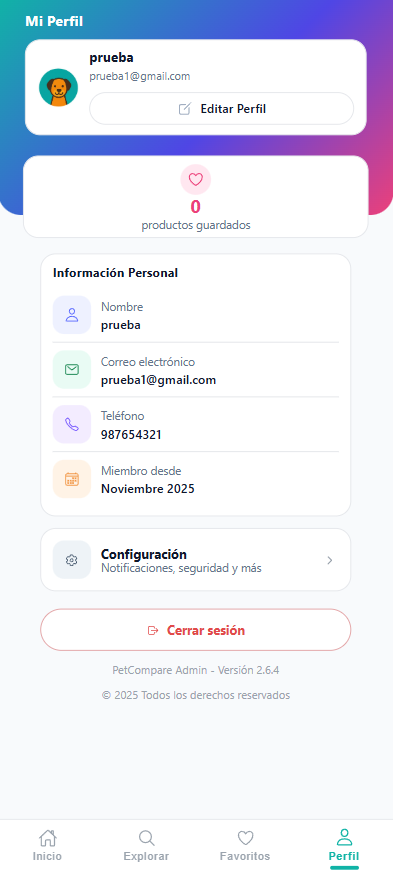 Mi Perfil
prueba
prueba1@gmail.com
Editar Perfil
0
productos guardados
Información Personal
Nombre
prueba
Correo electrónico
prueba1@gmail.com
Teléfono
987654321
Miembro desde
Noviembre 2025
Configuración
Notificaciones, seguridad y más
Cerrar sesión
PetCompare Admin - Versión 2.6.4
© 2025 Todos los derechos reservados
Inicio Explorar Favoritos Perfil